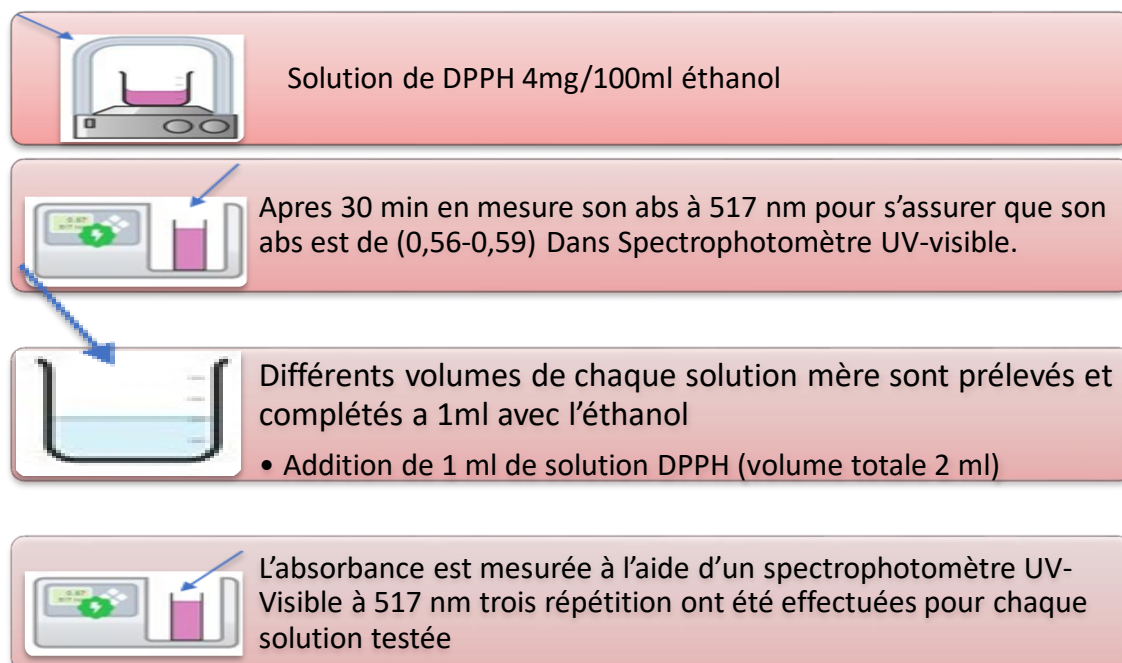 Solution de DPPH 4mg/100ml éthanol
Apres 30 min en mesure son abs à 517 nm pour s'assurer que son
abs est de (0,56-0,59) Dans Spectrophotomètre UV-visible.
Différents volumes de chaque solution mère sont prélevés et
complétés a 1ml avec l'éthanol
• Addition de 1 ml de solution DPPH (volume totale 2 ml)
L'absorbance est mesurée à l'aide d'un spectrophotomètre UV-
Visible à 517 nm trois répétition ont été effectuées pour chaque
solution testée